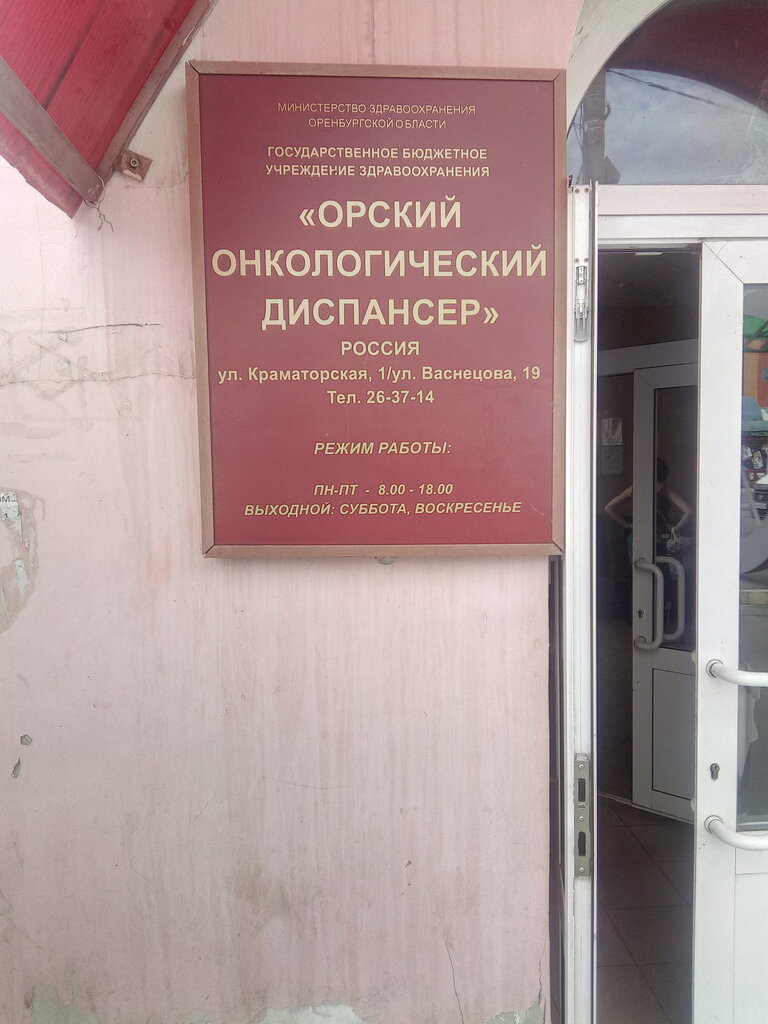 МИНИСТЕРСТВО ЗДРАВООХРАНЕНИЯ
ОРЕНБУРГСКОЙ ОБЛАСТИ
ГОСУДАРСТВЕННОЕ БЮДЖЕТНОЕ
УЧРЕЖДЕНИЕ ЗДРАВООХРАНЕНИЯ
«ОРСКИЙ
ОНКОЛОГИЧЕСКИЙ
ДИСПАНСЕР»
РОССИЯ
ул. Краматорская, 1/ул. Васнецова, 19
Тел. 26-37-14
РЕЖИМ РАБОТЫ:
ПН-ПТ - 8.00 - 18.00
ВЫХОДНОЙ: СУББОТА, ВОСКРЕСЕНЬЕ